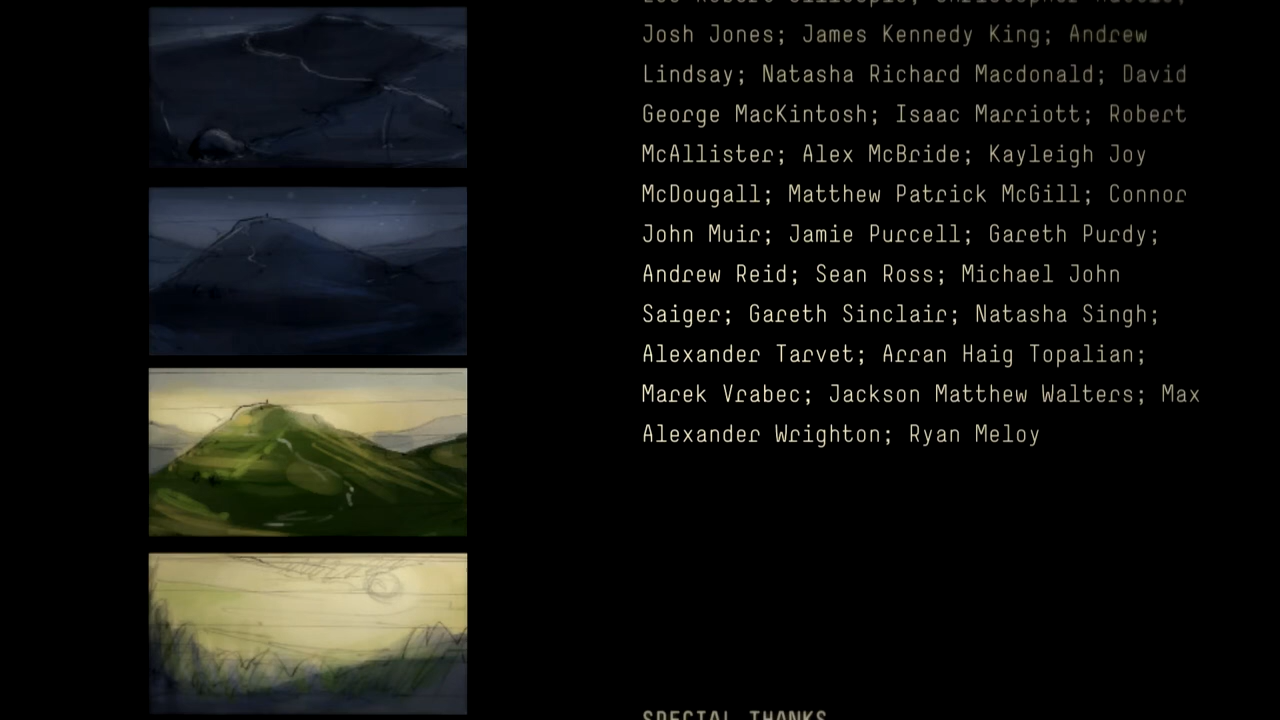 Josh Jones; James Kennedy King; Andrew
Lindsay; Natasha Richard Macdonald; David
George MacKintosh; Isaac Marriott; Robert
McAllister; Alex McBride; Kayleigh Joy
McDougall; Matthew Patrick McGill; Connor
John Muir; Jamie Purcell; Gareth Purdy;
Andrew Reid; Sean Ross; Michael John
Saiger; Gareth Sinclair; Natasha Singh;
Alexander Tarvet; Arran Haig Topalian;
Marek Vrabec; Jackson Matthew Walters; Max
Alexander Wrighton; Ryan Meloy
SPECIAL THANKS